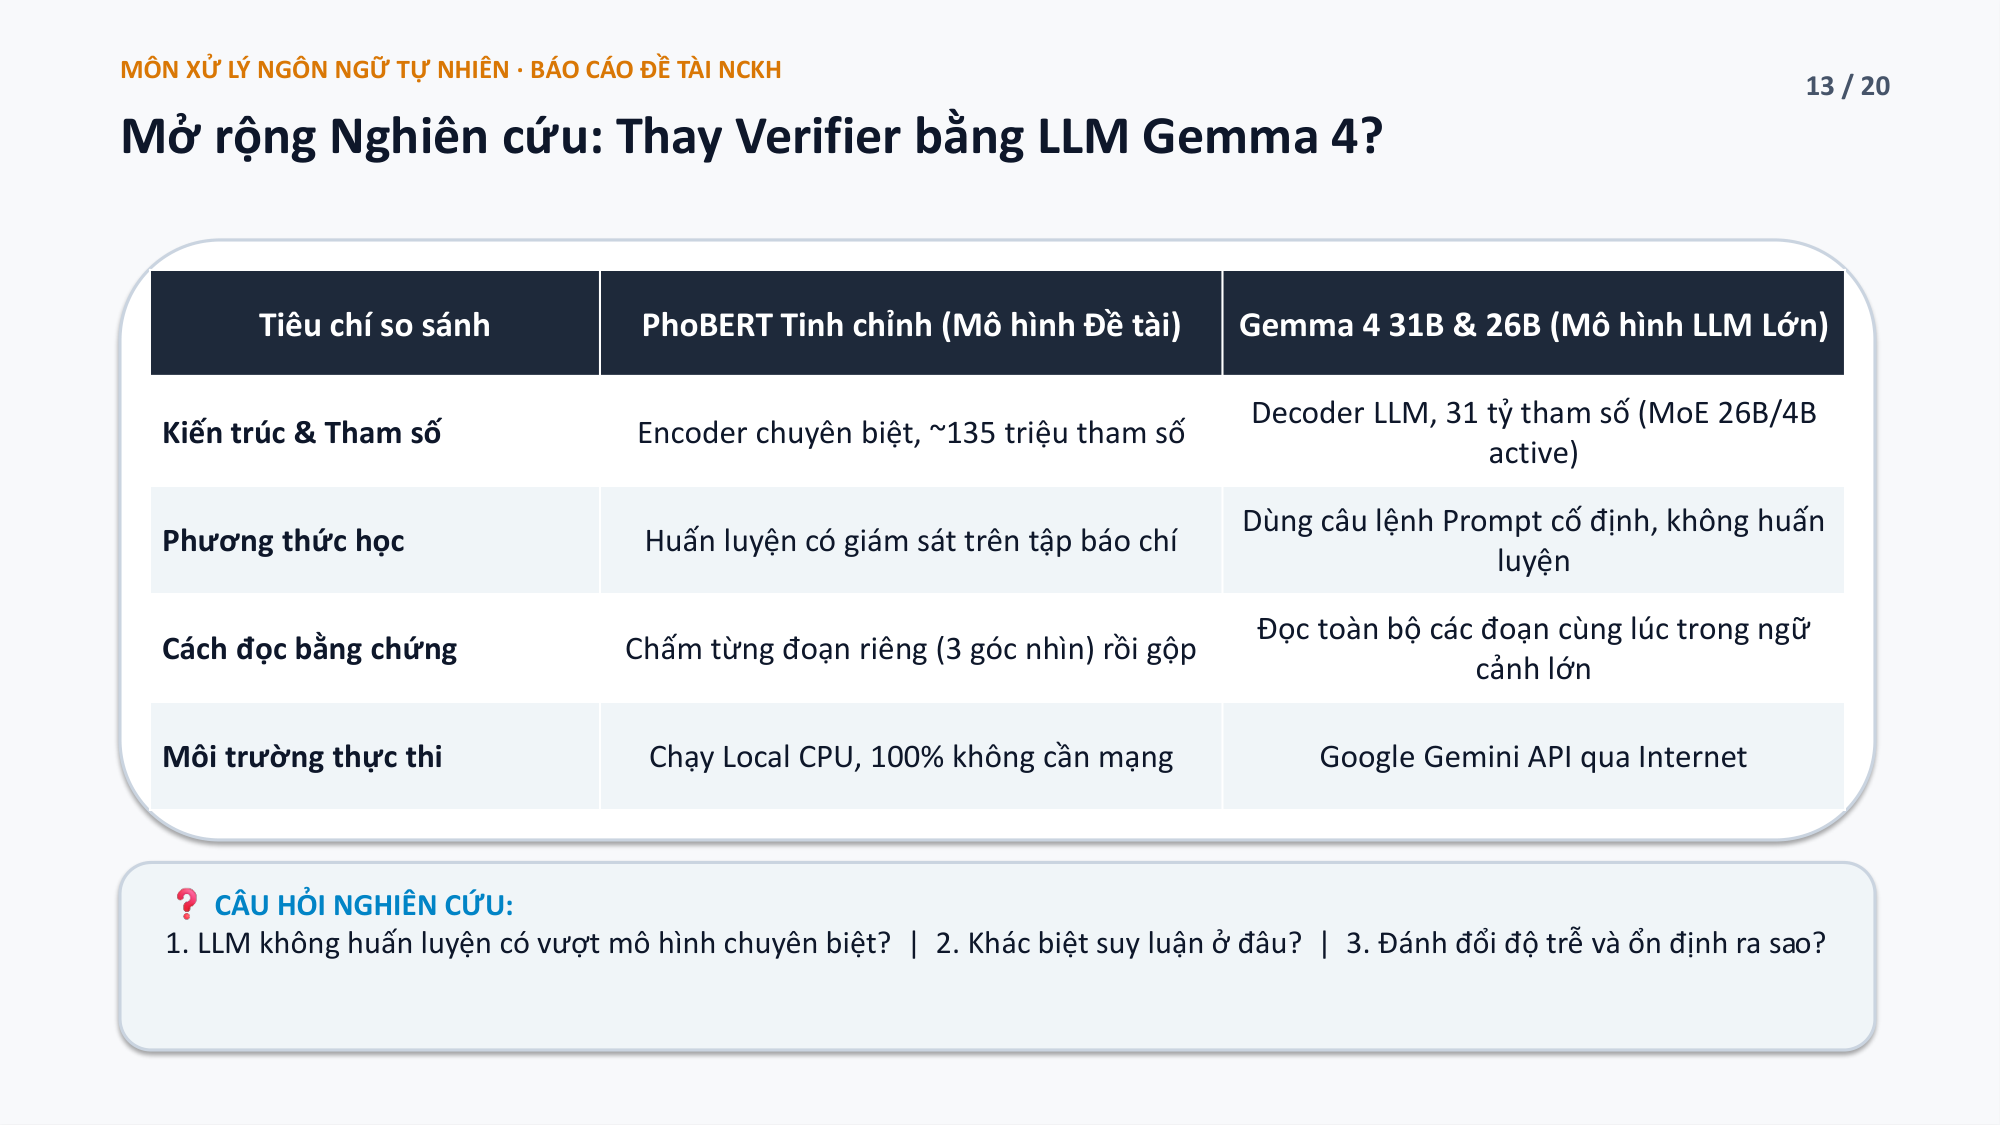 MÔN XỬ LÝ NGÔN NGỮ TỰ NHIÊN · BÁO CÁO ĐỀ TÀI NCKH
13 / 20
Mở rộng Nghiên cứu: Thay Verifier bằng LLM Gemma 4?
Tiêu chí so sánh
PhoBERT Tinh chỉnh (Mô hình Đề tài)
Gemma 4 31B & 26B (Mô hình LLM Lớn)
Kiến trúc & Tham số
Encoder chuyên biệt, ~135 triệu tham số
Decoder LLM, 31 tỷ tham số (MoE 26B/4B
active)
Phương thức học
Huấn luyện có giám sát trên tập báo chí
Dùng câu lệnh Prompt cố định, không huấn
luyện
Cách đọc bằng chứng
Chấm từng đoạn riêng (3 góc nhìn) rồi gộp
Đọc toàn bộ các đoạn cùng lúc trong ngữ
cảnh lớn
Môi trường thực thi
Chạy Local CPU, 100% không cần mạng
Google Gemini API qua Internet
❓ CÂU HỎI NGHIÊN CỨU:
1. LLM không huấn luyện có vượt mô hình chuyên biệt? | 2. Khác biệt suy luận ở đâu? | 3. Đánh đổi độ trễ và ổn định ra sao?